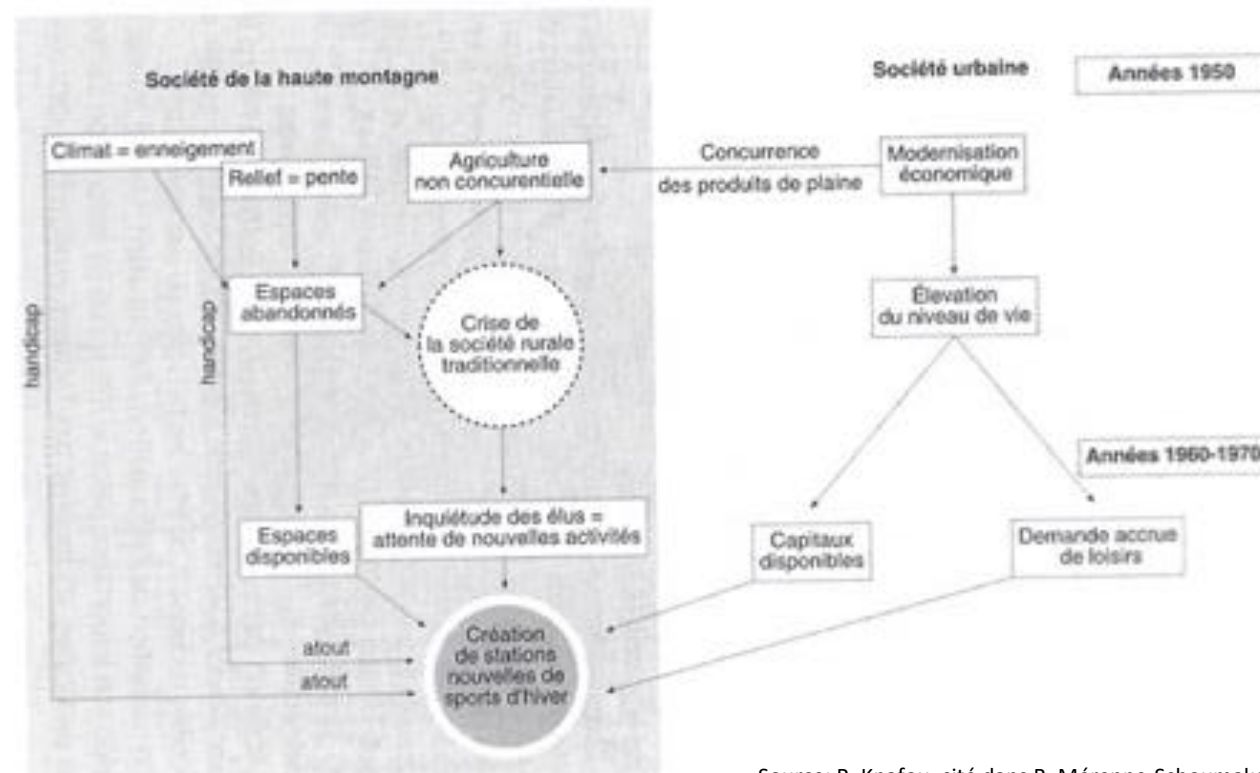 Société de la haute montagne
Société urbaine
Années 1950
Climat = enneigement
Relief = pente
Agriculture
non concurentielle
Concurrence
des produits de plaine
Modernisation
économique
handicap
handicap
Espaces
abandonnés
Crise de
la société rurale
traditionnelle
Élevation
du niveau de vie
Années 1960-1970
Espaces
disponibles
Inquiétude des élus =
attente de nouvelles activités
Capitaux
disponibles
Demande accrue
de loisirs
atout
atout
Création
de stations
nouvelles de
sports d'hiver